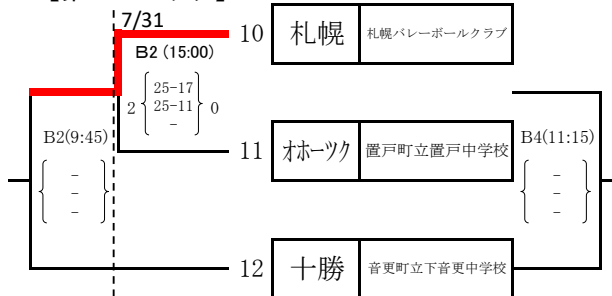 7/31
10 札幌 札幌バレーボールクラブ
B2 (15:00)
25-17
2 25-11 0
-
B2(9:45)
-
-
-
11 オホーツク 置戸町立置戸中学校
B4(11:15)
-
-
-
12 十勝 音更町立下音更中学校